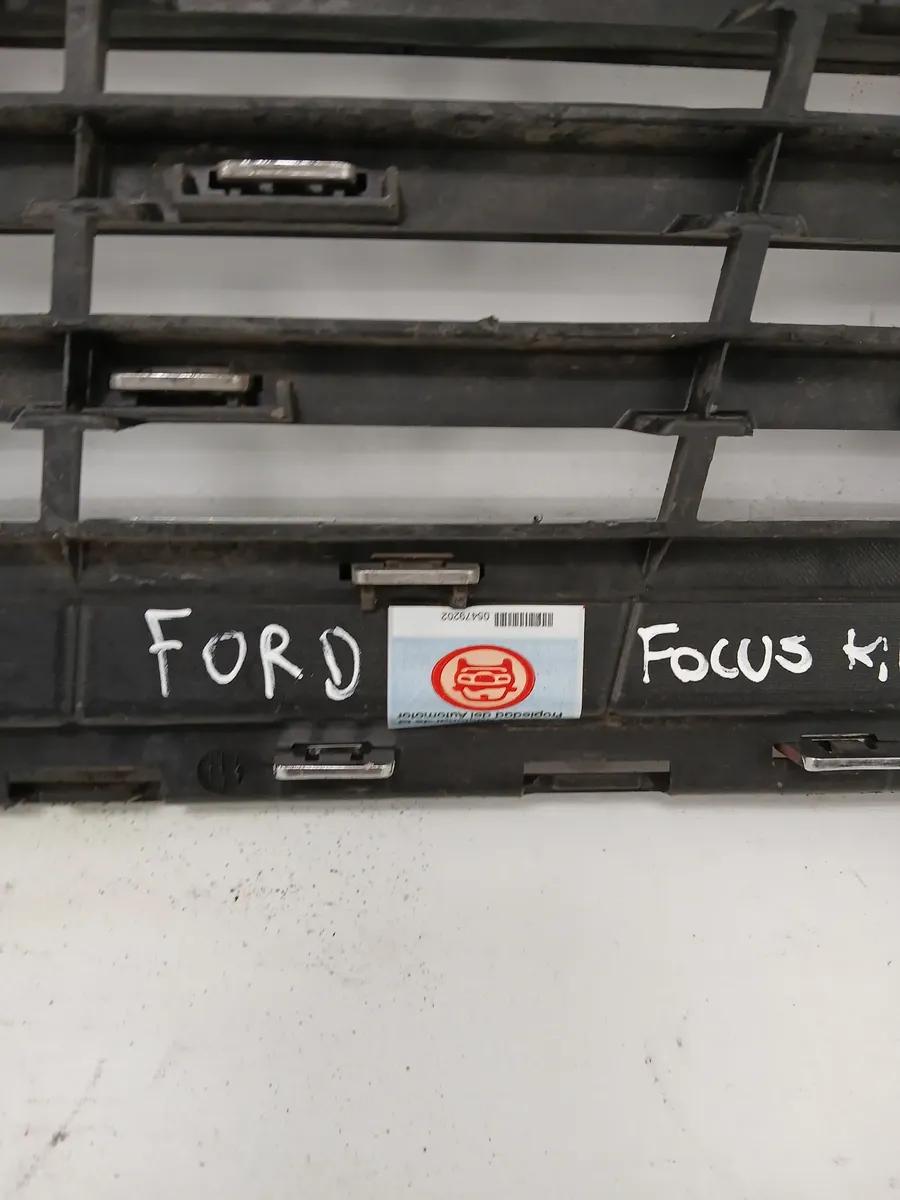 FORD FOCUS
05479202
Propiedad del Automotor